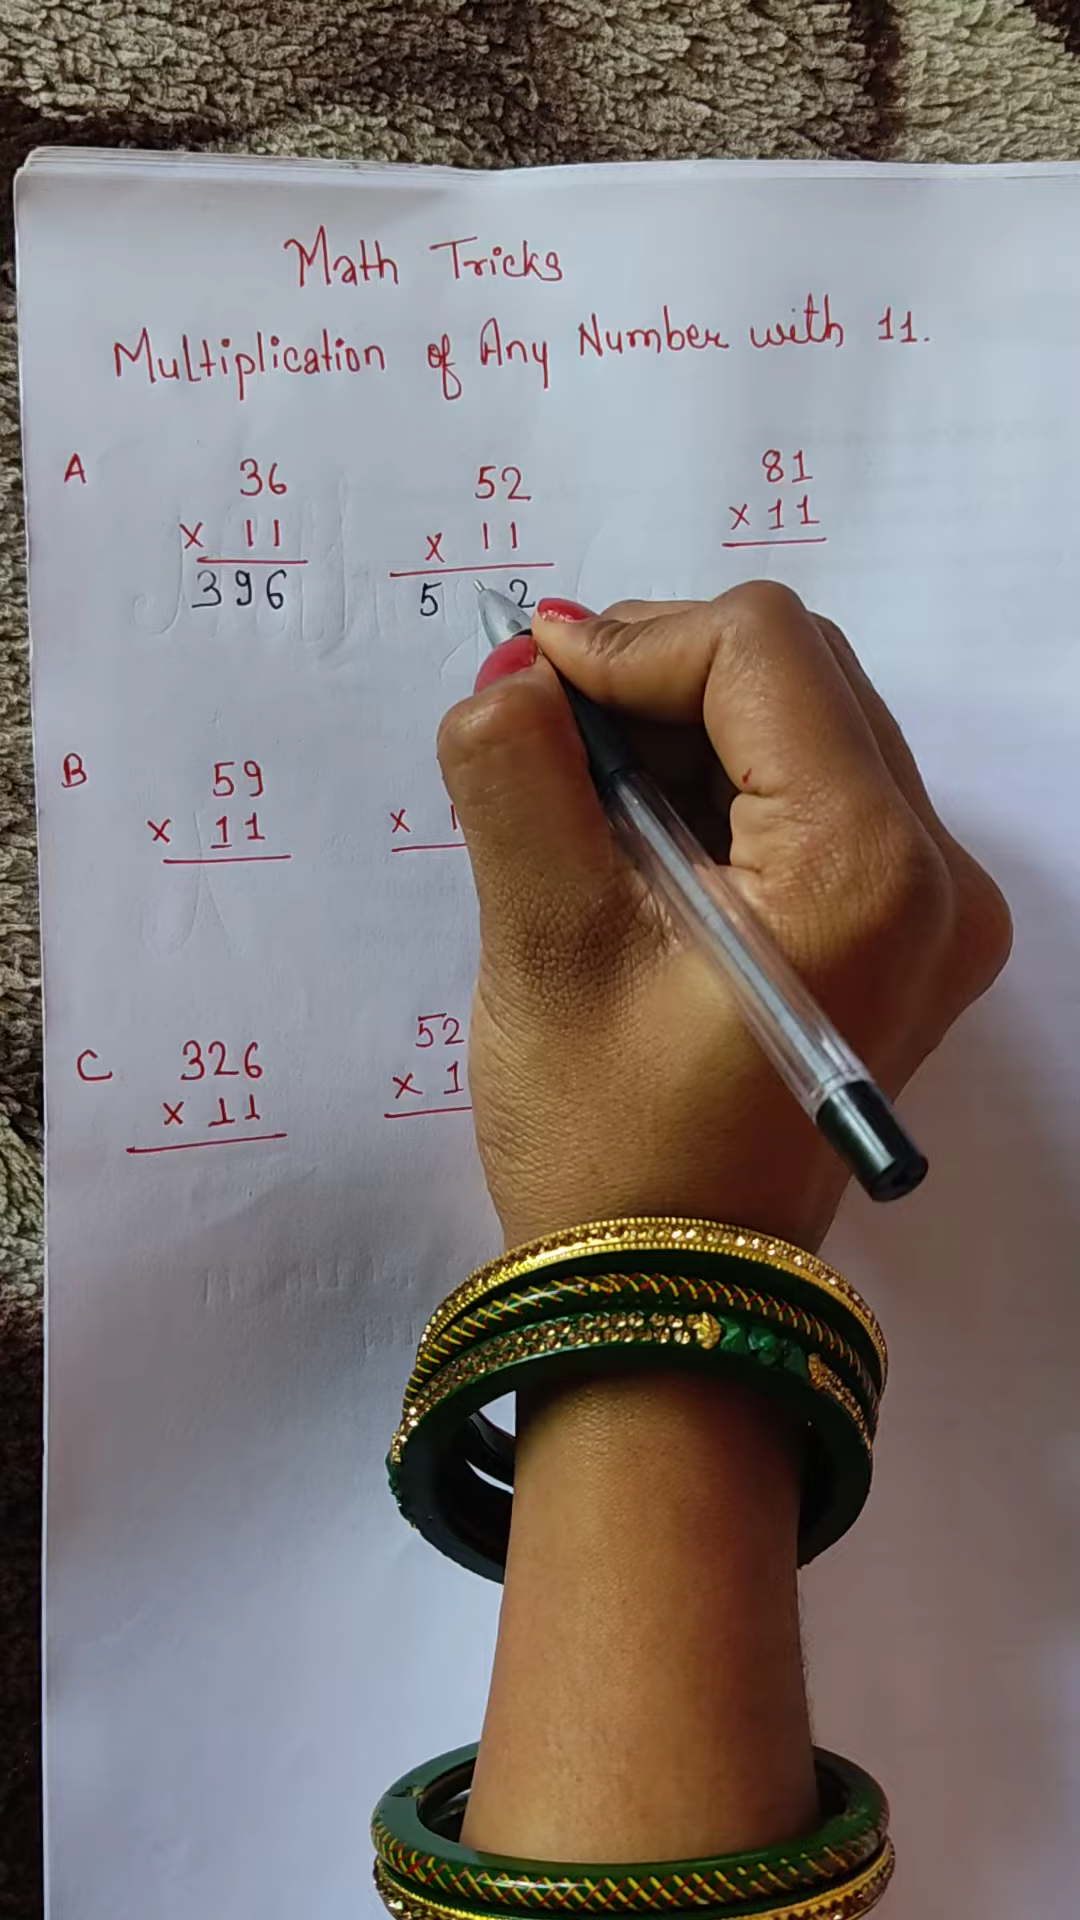 Math Tricks
Multiplication of Any Number with 11.
A 36 52 81
x 11 x 11 x 11
396 5 2
B 59
x 11 x 1
C 326 52
x 11 x 1